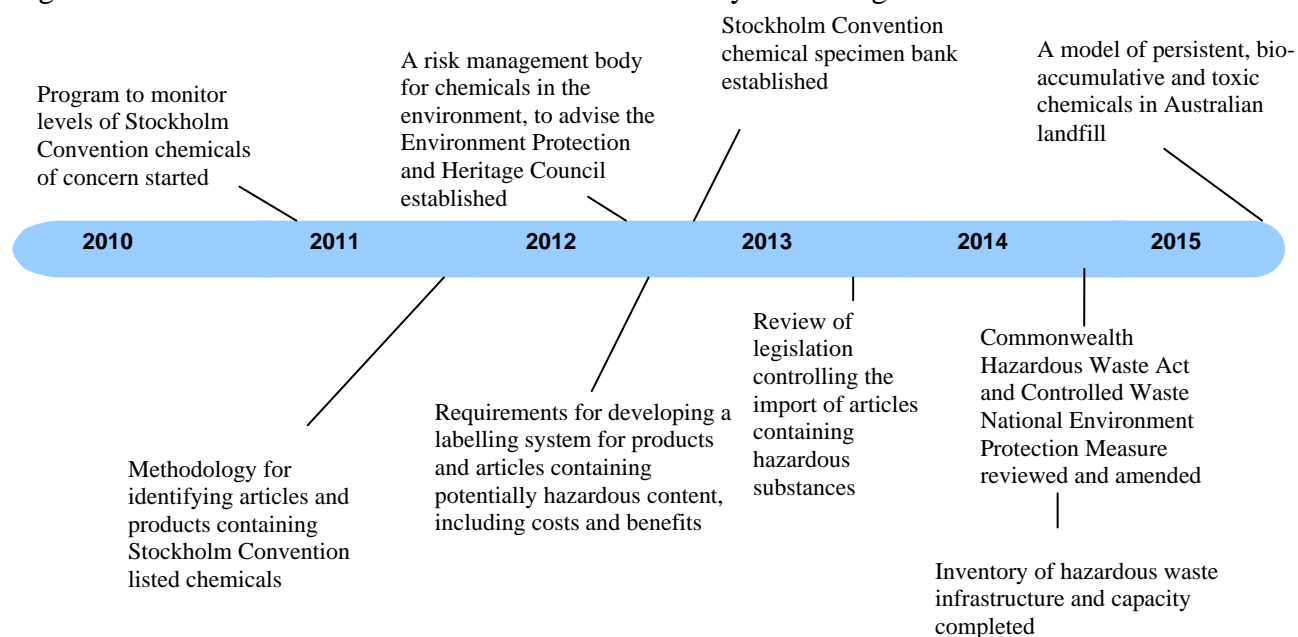 Stockholm Convention
chemical specimen bank
established
A risk management body
for chemicals in the
environment, to advise the
Environment Protection
and Heritage Council
established
A model of persistent, bio-
accumulative and toxic
chemicals in Australian
landfill
Program to monitor
levels of Stockholm
Convention chemicals
of concern started
2010
2011
2012
2013
2014
2015
Methodology for
identifying articles and
products containing
Stockholm Convention
listed chemicals
Requirements for developing a
labelling system for products
and articles containing
potentially hazardous content,
including costs and benefits
Review of
legislation
controlling the
import of articles
containing
hazardous
substances
Commonwealth
Hazardous Waste Act
and Controlled Waste
National Environment
Protection Measure
reviewed and amended
Inventory of hazardous waste
infrastructure and capacity
completed